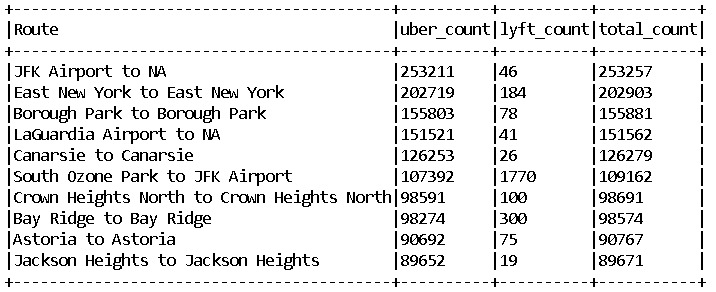 +----------------------------------------+----------+----------+-----------+
|Route                                   |uber_count|lyft_count|total_count|
+----------------------------------------+----------+----------+-----------+
|JFK Airport to NA                       |253211    |46        |253257     |
|East New York to East New York          |202719    |184       |202903     |
|Borough Park to Borough Park            |155803    |78        |155881     |
|LaGuardia Airport to NA                 |151521    |41        |151562     |
|Canarsie to Canarsie                    |126253    |26        |126279     |
|South Ozone Park to JFK Airport         |107392    |1770      |109162     |
|Crown Heights North to Crown Heights North|98591     |100       |98691      |
|Bay Ridge to Bay Ridge                  |98274     |300       |98574      |
|Astoria to Astoria                      |90692     |75        |90767      |
|Jackson Heights to Jackson Heights      |89652     |19        |89671      |
+----------------------------------------+----------+----------+-----------+